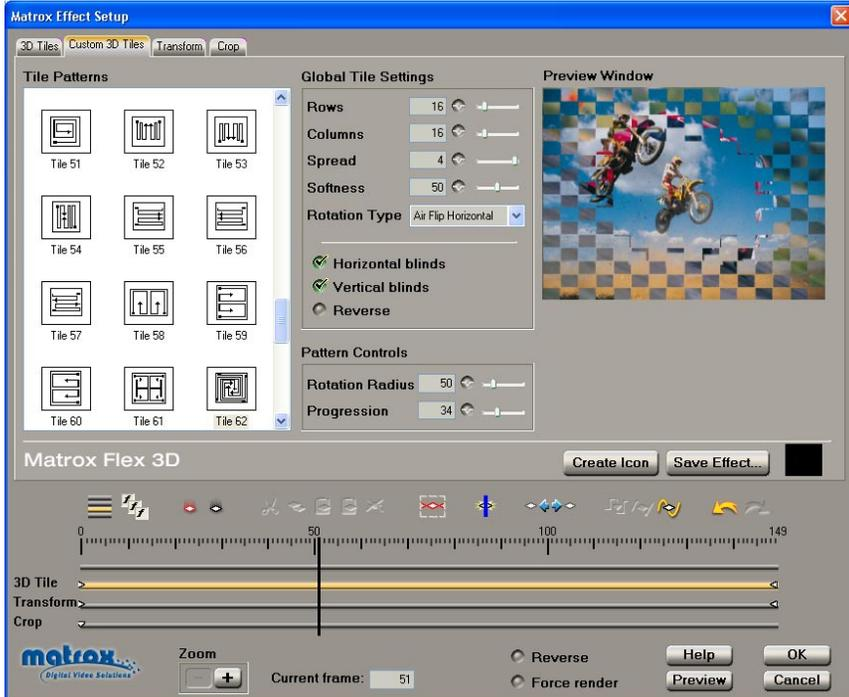 Matrox Effect Setup
3D Tiles Custom 3D Tiles Transform Crop
Tile Patterns
Tile 51 Tile 52 Tile 53
Tile 54 Tile 55 Tile 56
Tile 57 Tile 58 Tile 59
Tile 60 Tile 61 Tile 62
Global Tile Settings
Rows 16
Columns 16
Spread 4
Softness 50
Rotation Type Air Flip Horizontal
Horizontal blinds
Vertical blinds
Reverse
Pattern Controls
Rotation Radius 50
Progression 34
Preview Window
Matrox Flex 3D
Create Icon Save Effect...
0 50 100 149
3D Tile
Transform
Crop
matrox
Digital Video Solutions
Zoom
Current frame: 51
Reverse
Force render
Help OK
Preview Cancel